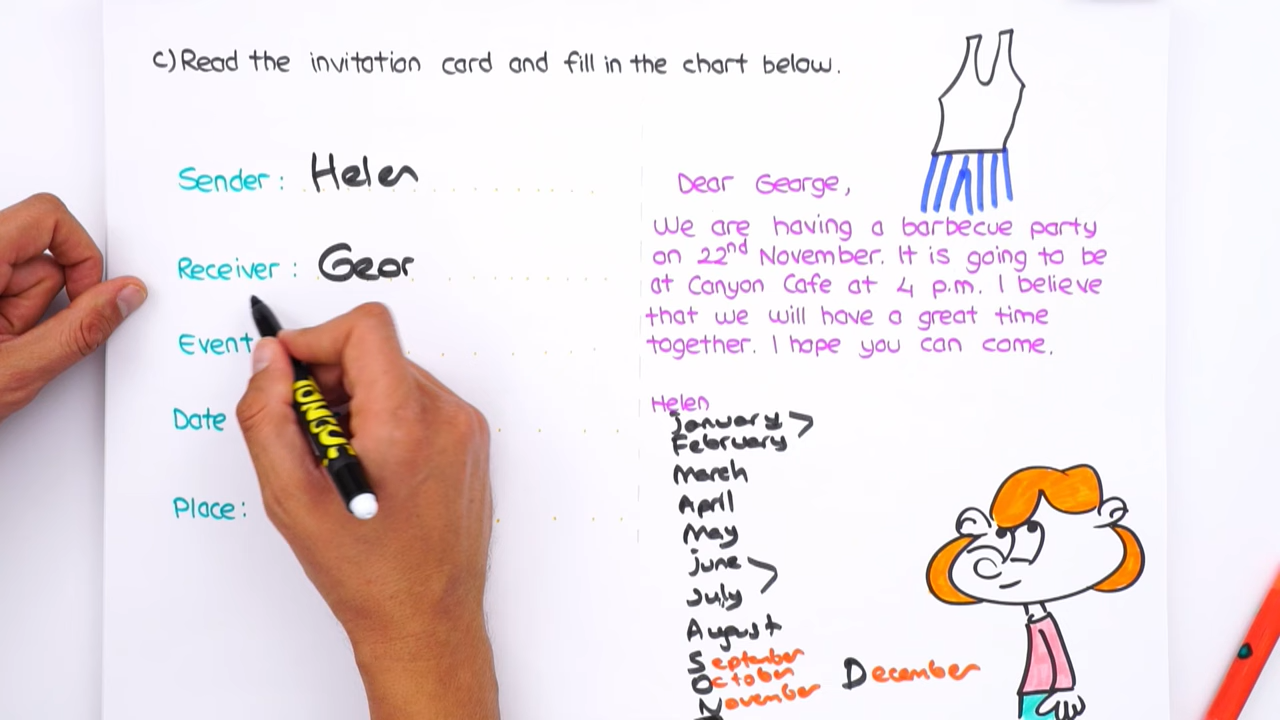 c) Read the invitation card and fill in the chart below.
Sender: Helen
Receiver: Geor
Event
Date
Place:
Dear George,
We are having a barbecue party
on 22nd November. It is going to be
at Canyon Cafe at 4 p.m. I believe
that we will have a great time
together. I hope you can come.
Helen
January
February
March
April
May
June
July
August
September
October
November
December